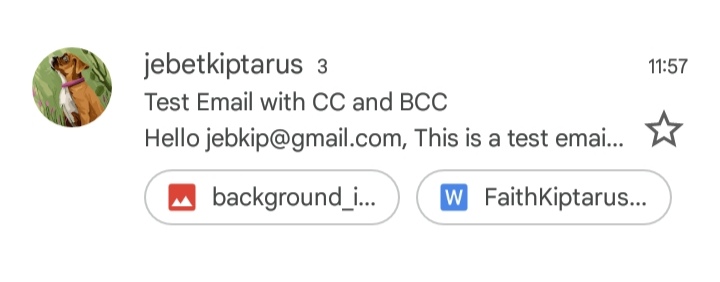 jebetkiptarus 3 11:57
Test Email with CC and BCC
Hello jebkip@gmail.com, This is a test emai...
background_i... W FaithKiptarus...